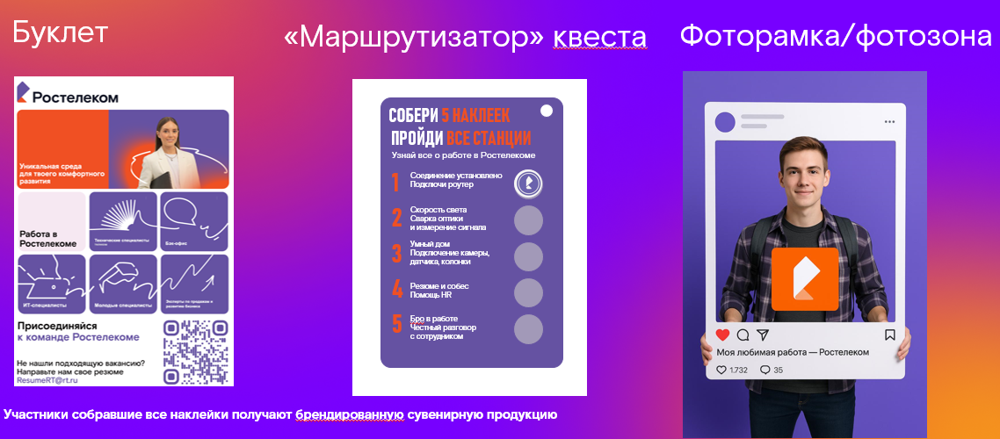 Буклет
«Маршрутизатор» квеста
Фоторамка/фотозона
Ростелеком
Уникальная среда
для твоего комфортного
развития
Работа в
Ростелекоме
Технические специалисты
Бэк-офис
ИТ-специалисты
Молодые специалисты
Эксперты по продажам и
развитию бизнеса
Присоединяйся
к команде Ростелекоме
Не нашли подходящую вакансию?
Направьте нам свое резюме
ResumeRT@rt.ru
СОБЕРИ 5 НАКЛЕЕК
ПРОЙДИ ВСЕ СТАНЦИИ
Узнай все о работе в Ростелекоме
1 Соединение установлено
Подключи роутер
2 Скорость света
Сварка оптики
и измерение сигнала
3 Умный дом
Подключение камеры,
датчика, колонки
4 Резюме и собес
Помощь HR
5 Бро в работе
Честный разговор
с сотрудником
Моя любимая работа — Ростелеком
1.732 35
Участники собравшие все наклейки получают брендированную сувенирную продукцию